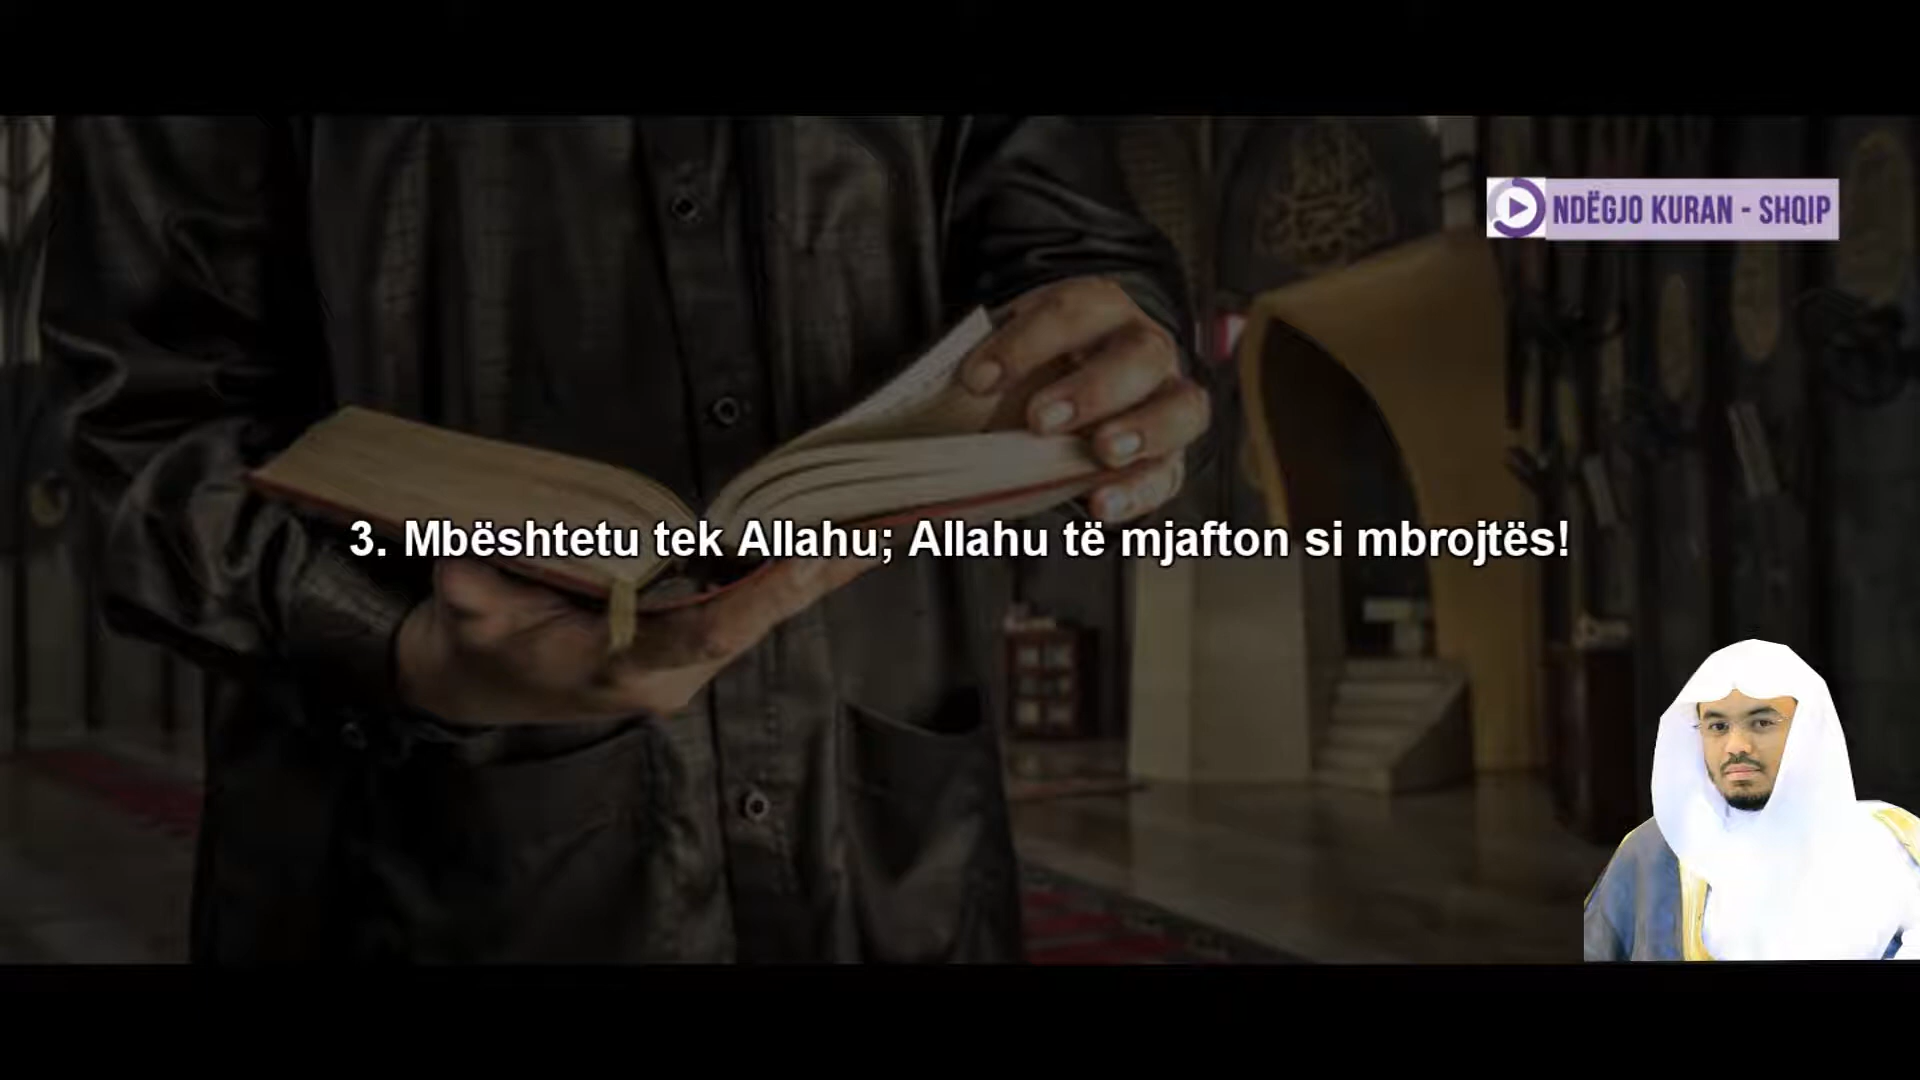 NDËGJO KURAN - SHQIP
3. Mbështetu tek Allahu; Allahu të mjafton si mbrojtës!